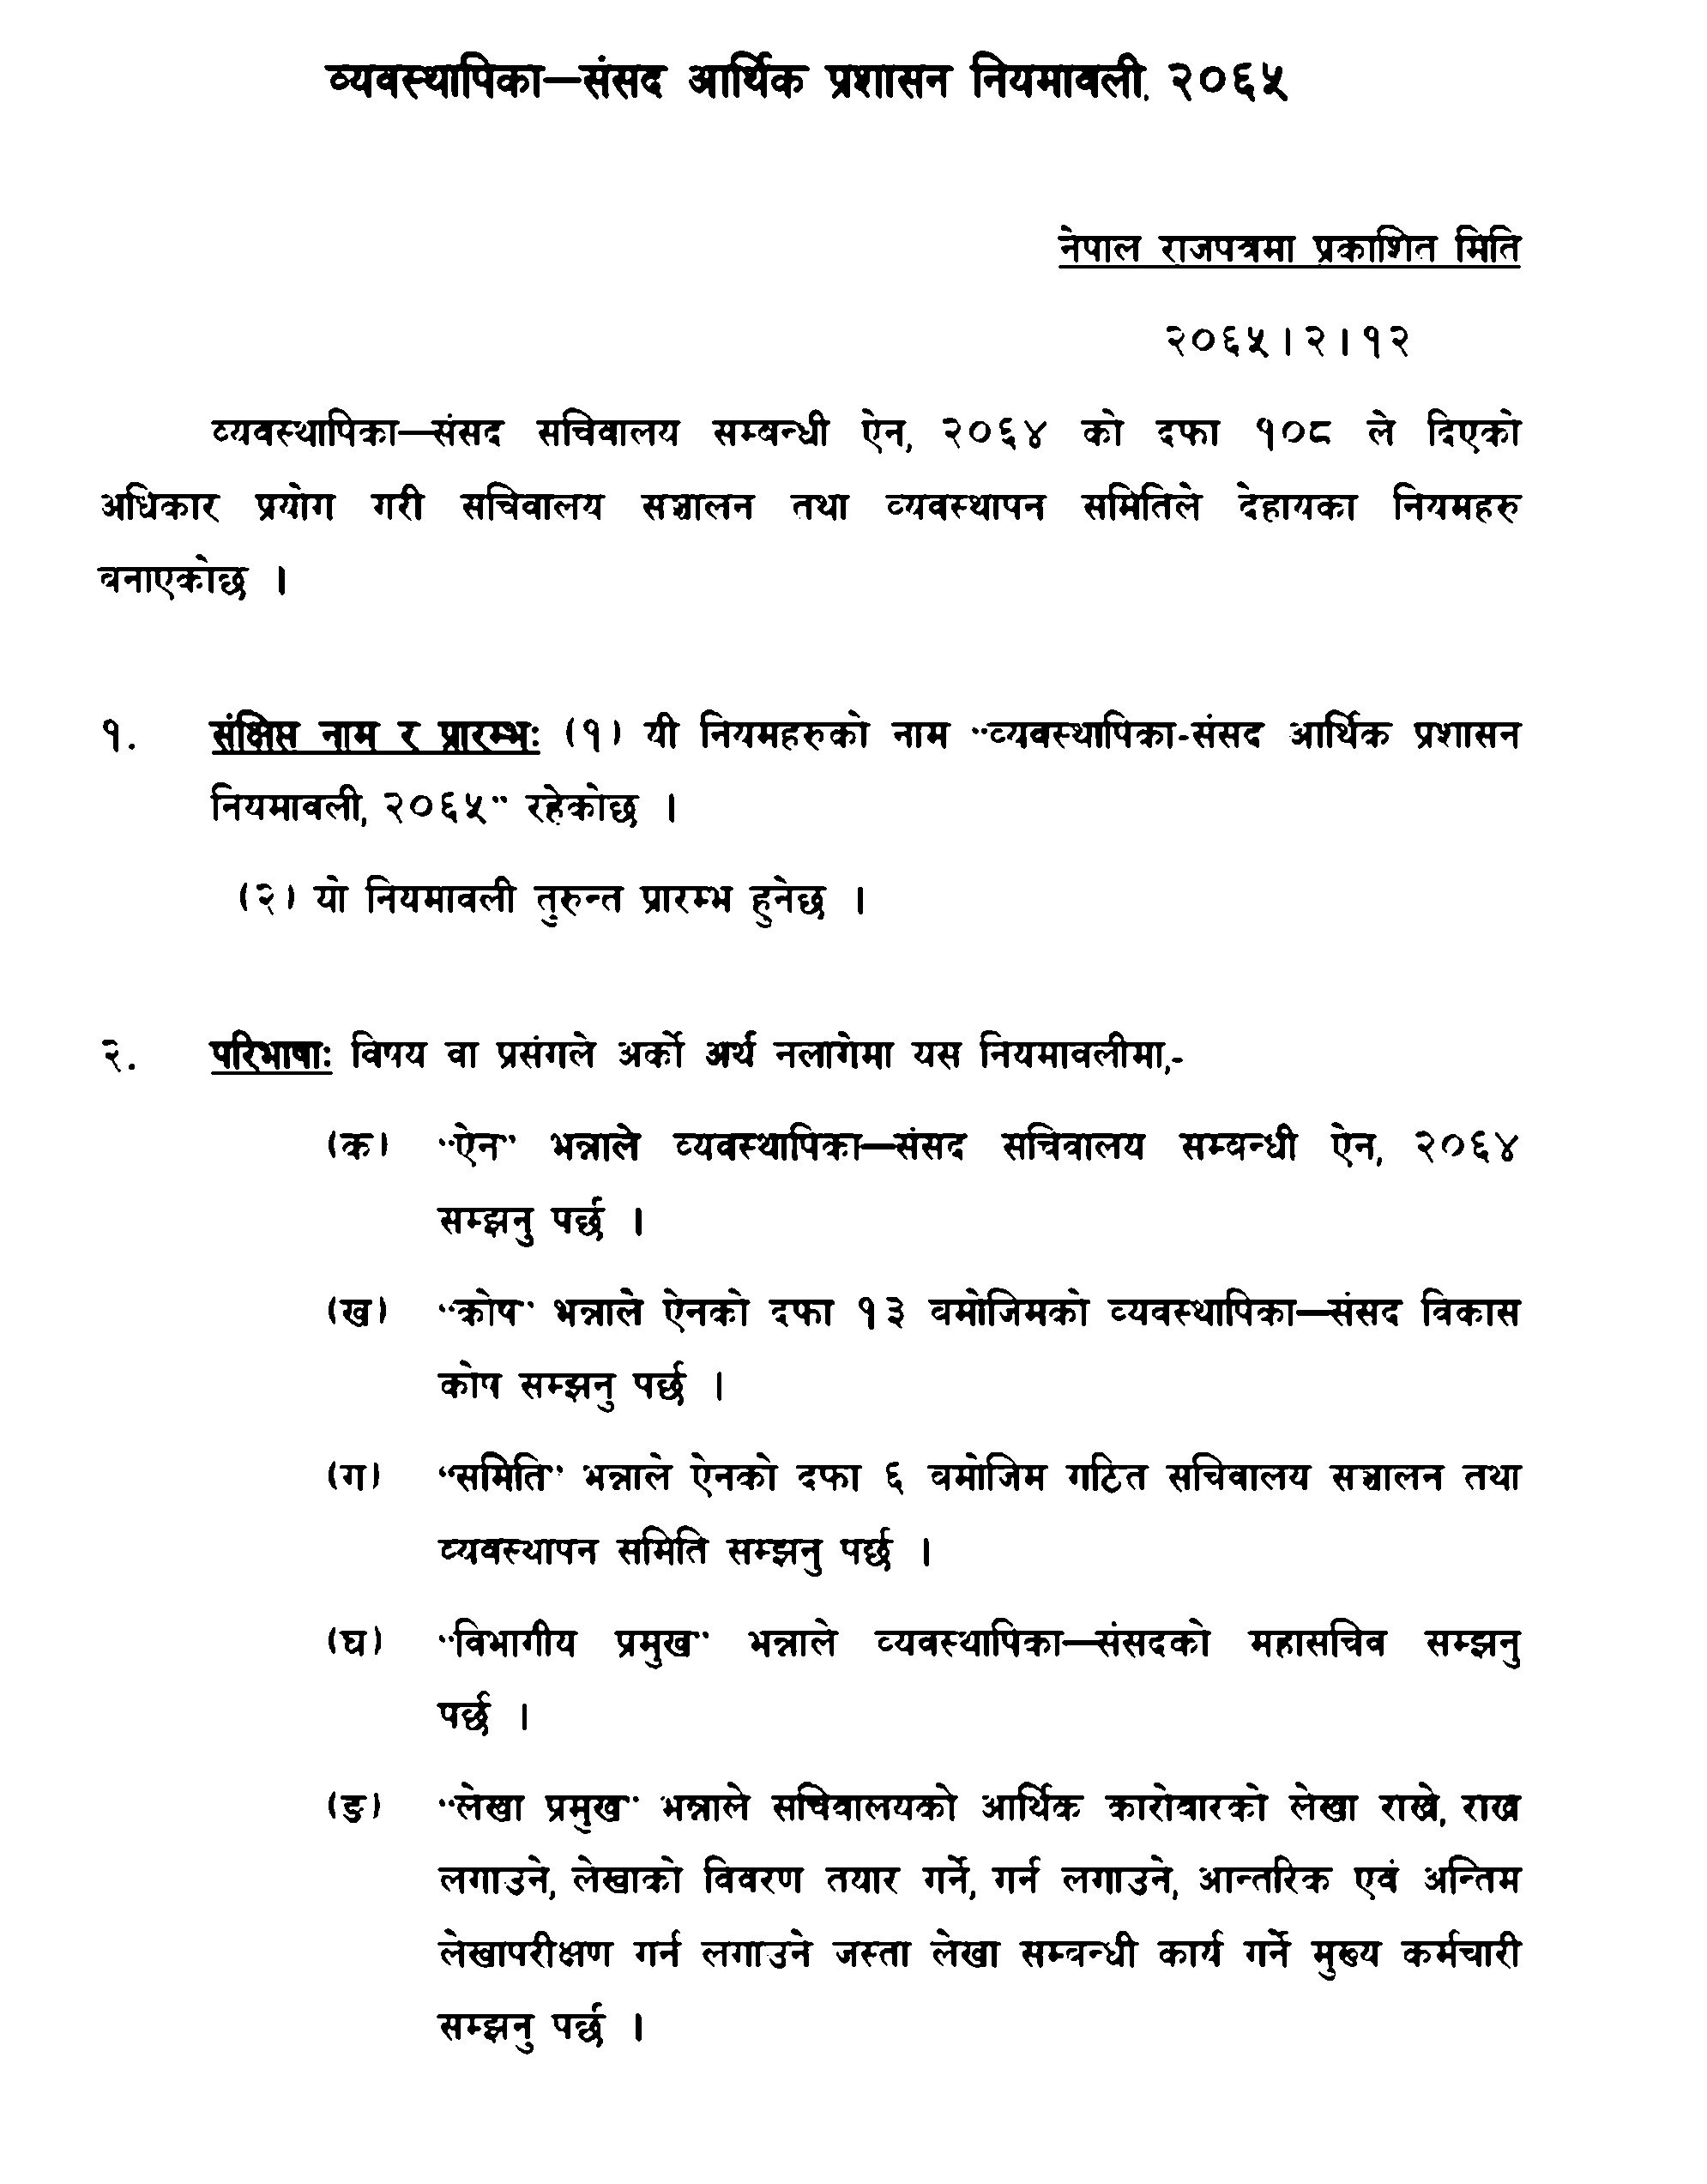 व्यवस्थापिका–संसद आर्थिक प्रशासन नियमावली, २०६५
नेपाल राजपत्रमा प्रकाशित मिति
२०६५।२।१२
व्यवस्थापिका–संसद सचिवालय सम्बन्धी ऐन, २०६४ को दफा १०८ ले दिएको
अधिकार प्रयोग गरी सचिवालय सञ्चालन तथा व्यवस्थापन समितिले देहायका नियमहरु
बनाएकोछ ।
१. संक्षिप्त नाम र प्रारम्भः (१) यी नियमहरुको नाम "व्यवस्थापिका-संसद आर्थिक प्रशासन
नियमावली, २०६५" रहेकोछ ।
(२) यो नियमावली तुरुन्त प्रारम्भ हुनेछ ।
२. परिभाषाः विषय वा प्रसंगले अर्को अर्थ नलागेमा यस नियमावलीमा,-
(क) "ऐन" भन्नाले व्यवस्थापिका–संसद सचिवालय सम्बन्धी ऐन, २०६४
सम्झनु पर्छ ।
(ख) "कोष" भन्नाले ऐनको दफा १३ बमोजिमको व्यवस्थापिका–संसद विकास
कोष सम्झनु पर्छ ।
(ग) "समिति" भन्नाले ऐनको दफा ६ बमोजिम गठित सचिवालय सञ्चालन तथा
व्यवस्थापन समिति सम्झनु पर्छ ।
(घ) "विभागीय प्रमुख" भन्नाले व्यवस्थापिका–संसदको महासचिव सम्झनु
पर्छ ।
(ङ) "लेखा प्रमुख" भन्नाले सचिवालयको आर्थिक कारोबारको लेखा राख्ने, राख्न
लगाउने, लेखाको विवरण तयार गर्ने, गर्न लगाउने, आन्तरिक एवं अन्तिम
लेखापरीक्षण गर्न लगाउने जस्ता लेखा सम्बन्धी कार्य गर्ने मुख्य कर्मचारी
सम्झनु पर्छ ।